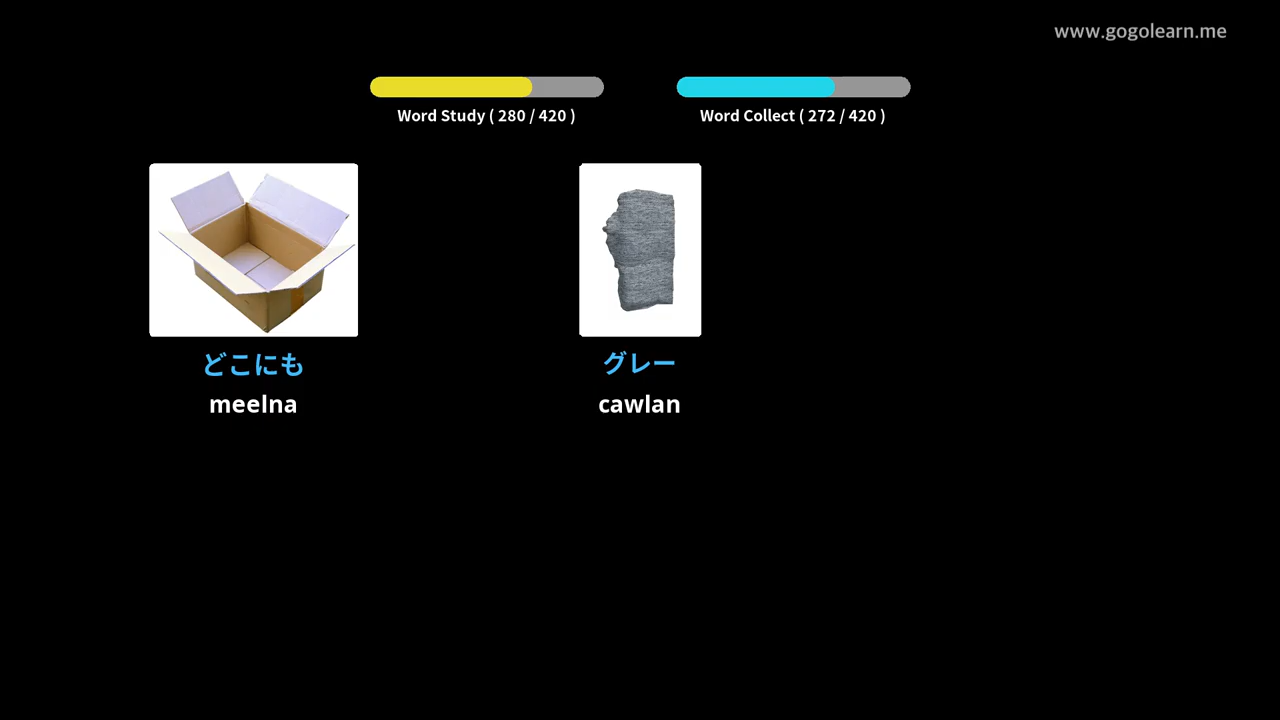 www.gogolearn.me
Word Study ( 280 / 420 )
Word Collect ( 272 / 420 )
どこにも
meelna
グレー
cawlan